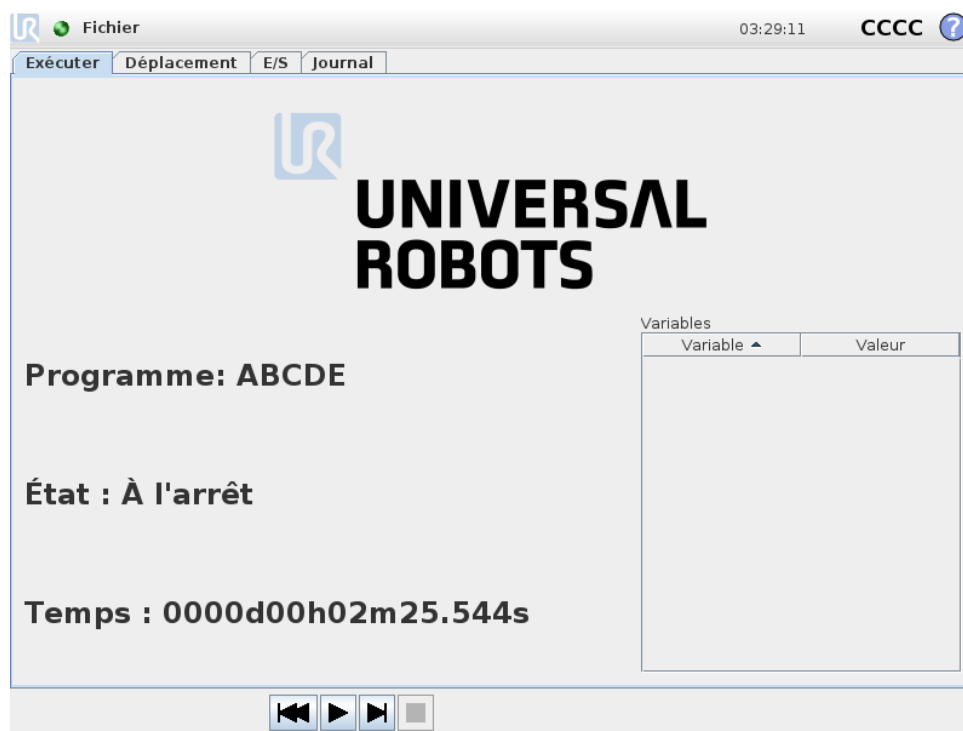 Fichier 03:29:11 CCCC ?
Exécuter Déplacement E/S Journal
UNIVERSAL
ROBOTS
Variables
Variable Valeur
Programme: ABCDE
État : À l'arrêt
Temps : 0000d00h02m25.544s